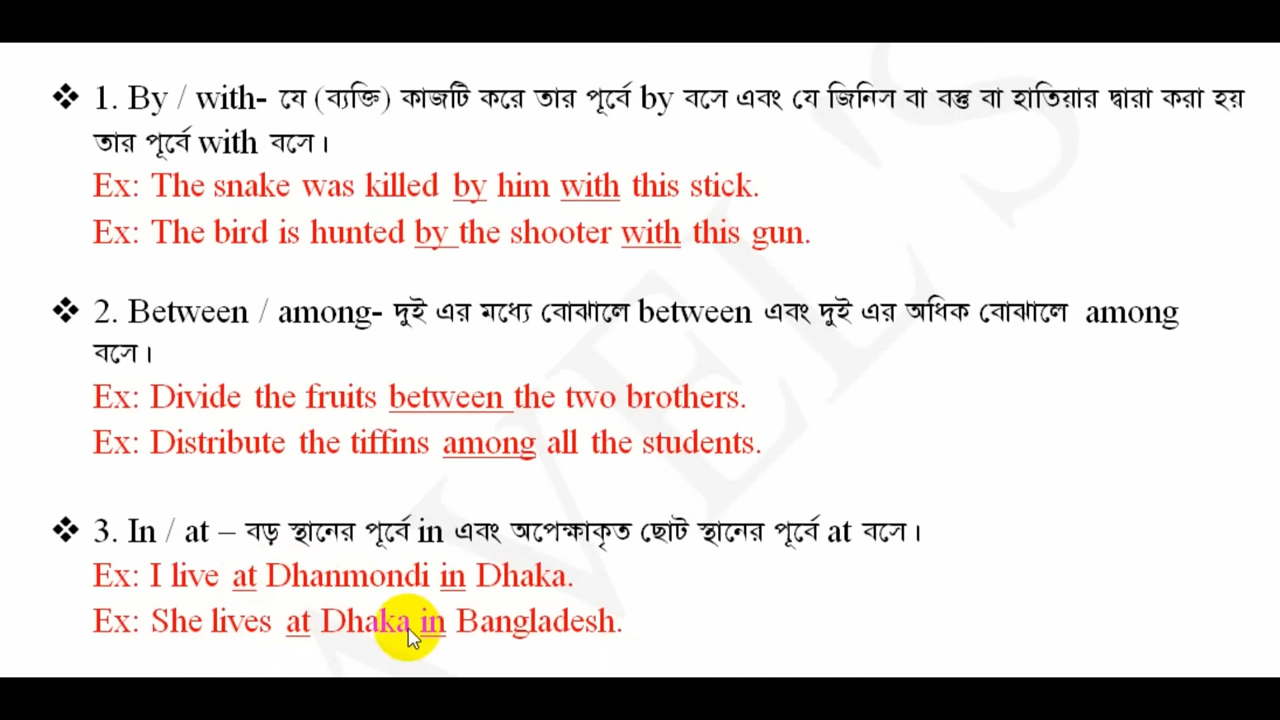 ❖ 1. By / with- যে (ব্যক্তি) কাজটি করে তার পূর্বে by বসে এবং যে জিনিস বা বস্তু বা হাতিয়ার দ্বারা করা হয়
তার পূর্বে with বসে।
Ex: The snake was killed by him with this stick.
Ex: The bird is hunted by the shooter with this gun.
❖ 2. Between / among- দুই এর মধ্যে বোঝালে between এবং দুই এর অধিক বোঝালে among
বসে।
Ex: Divide the fruits between the two brothers.
Ex: Distribute the tiffins among all the students.
❖ 3. In / at – বড় স্থানের পূর্বে in এবং অপেক্ষাকৃত ছোট স্থানের পূর্বে at বসে।
Ex: I live at Dhanmondi in Dhaka.
Ex: She lives at Dhaka in Bangladesh.